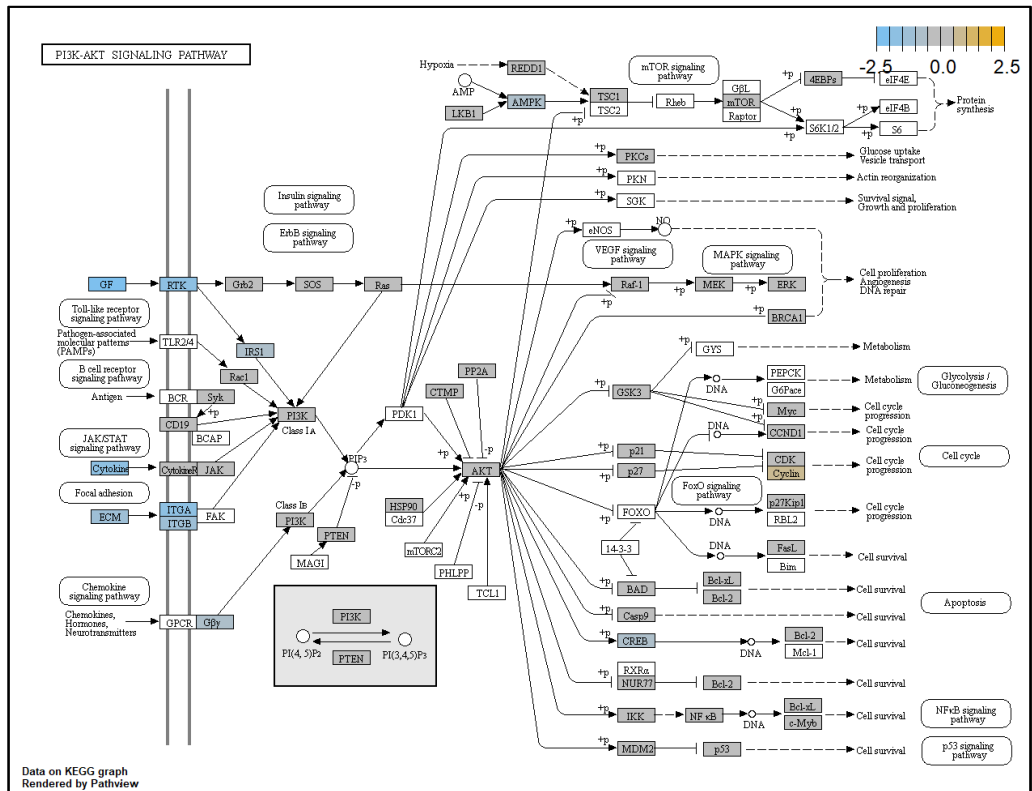 PI3K-AKT SIGNALING PATHWAY
-2.5 0.0 2.5
Hypoxia
REDD1
AMP
LKB1
AMPK
TSC1
TSC2
Rheb
mTOR signaling
pathway
GβL
mTOR
Raptor
+p
4EBPs
eIF4E
eIF4B
S6K1/2
+p
S6
+p
+p
+p
Protein
synthesis
+p
PKCs
Glucose uptake
Vesicle transport
+p
PKN
Actin reorganization
+p
SGK
Survival signal,
Growth and proliferation
Insulin signaling
pathway
ErbB signaling
pathway
+p
eNOS
NO
VEGF signaling
pathway
MAPK signaling
pathway
GF
RTK
Grb2
SOS
Ras
Raf-1
+p
MEK
+p
ERK
+p
Cell proliferation
Angiogenesis
DNA repair
+p
BRCA1
Toll-like receptor
signaling pathway
Pathogen-associated
molecular patterns
(PAMPs)
TLR2/4
IRS1
GYS
Metabolism
B cell receptor
signaling pathway
Rac1
PP2A
CTMP
+p
GSK3
DNA
PEPCK
G6Pace
Metabolism
Glycolysis /
Gluconeogenesis
Antigen
BCR
Syk
+p
CD19
BCAP
PI3K
Class IA
PDK1
+p
-p
+p
Myc
Cell cycle
progression
DNA
+p
CCND1
Cell cycle
progression
JAK/STAT
signaling pathway
Cytokine
CytokineR
JAK
PIP3
AKT
+p
p21
+p
p27
CDK
Cyclin
Cell cycle
progression
Cell cycle
Focal adhesion
ECM
ITGA
ITGB
FAK
Class IB
PI3K
-p
PTEN
MAGI
HSP90
Cdc37
+p
-p
mTORC2
PHLPP
TCL1
FoxO signaling
pathway
+p
FOXO
DNA
p27Kip1
RBL2
Cell cycle
progression
14-3-3
DNA
FasL
Bim
Cell survival
Chemokine
signaling pathway
Chemokines,
Hormones,
Neurotransmitters
GPCR
Gβγ
PI3K
PI(4, 5)P2
PI(3,4,5)P3
PTEN
+p
BAD
Bcl-xL
Bcl-2
Cell survival
Apoptosis
+p
Casp9
Cell survival
+p
CREB
DNA
Bcl-2
Mcl-1
Cell survival
RXRα
+p
NUR77
Bcl-2
Cell survival
+p
IKK
NFκB
DNA
Bcl-xL
c-Myb
Cell survival
NFκB signaling
pathway
+p
MDM2
p53
Cell survival
p53 signaling
pathway
Data on KEGG graph
Rendered by Pathview